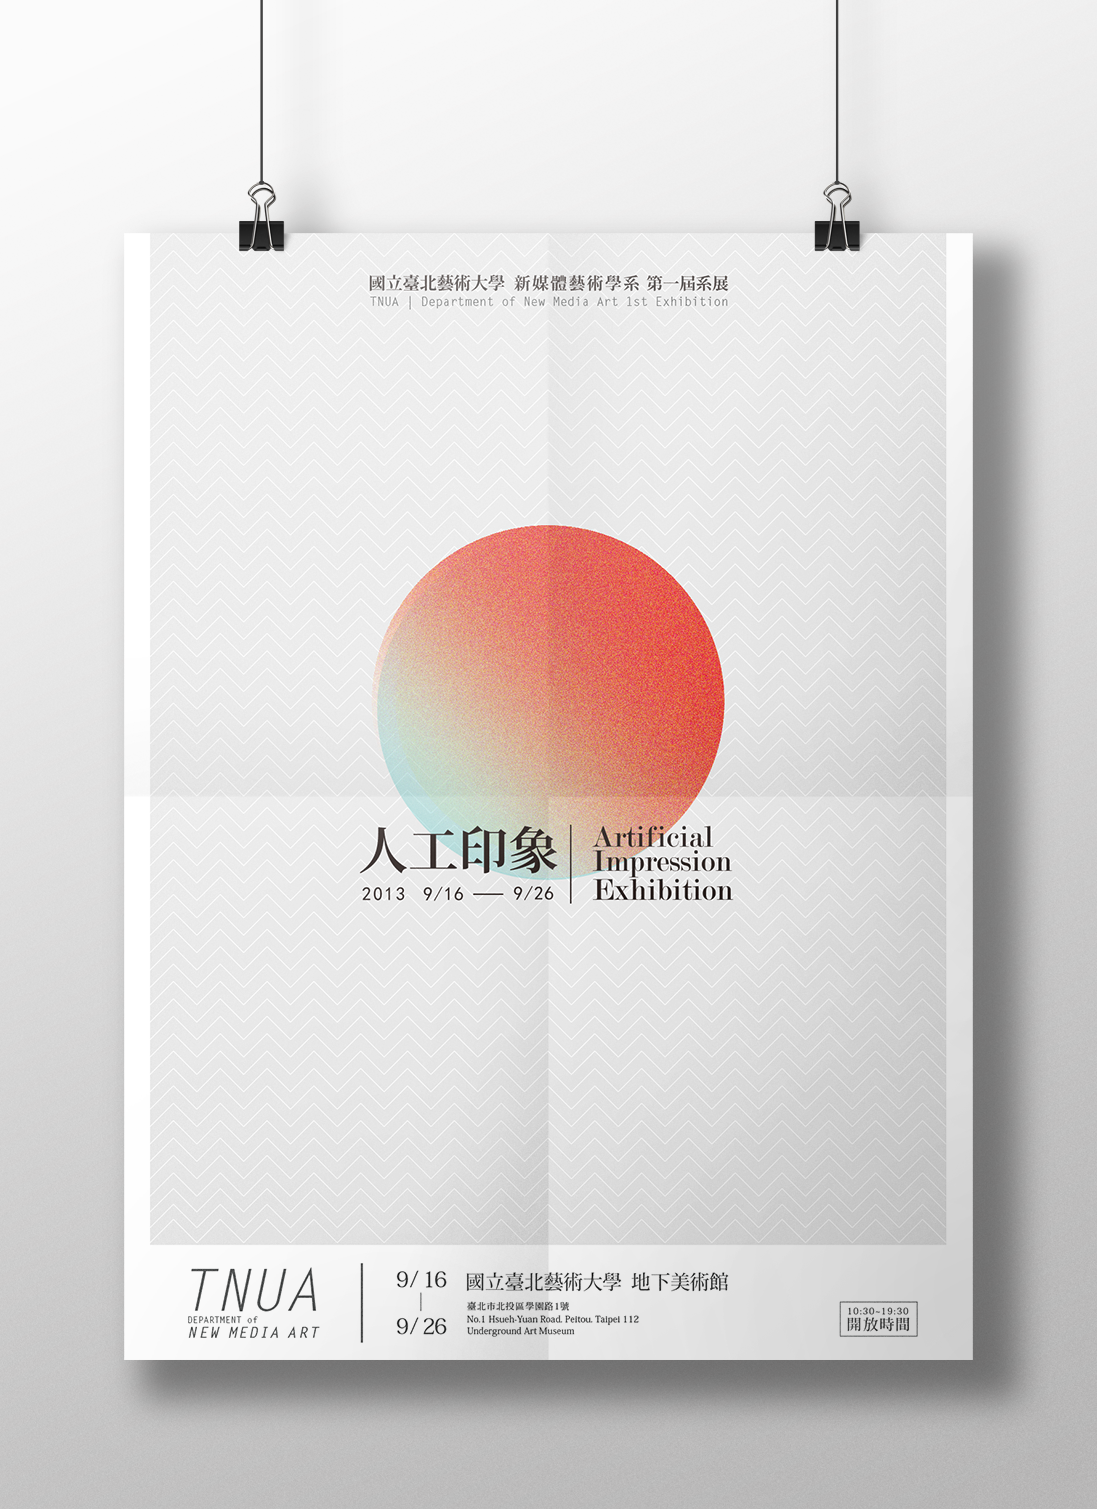 國立臺北藝術大學 新媒體藝術學系 第一屆系展
TNUA | Department of New Media Art 1st Exhibition
人工印象
2013 9/16 — 9/26
Artificial
Impression
Exhibition
TNUA
DEPARTMENT of
NEW MEDIA ART
9/16
|
9/26
國立臺北藝術大學 地下美術館
臺北市北投區學園路1號
No.1 Hsueh-Yuan Road, Peitou, Taipei 112
Underground Art Museum
10:30~19:30
開放時間